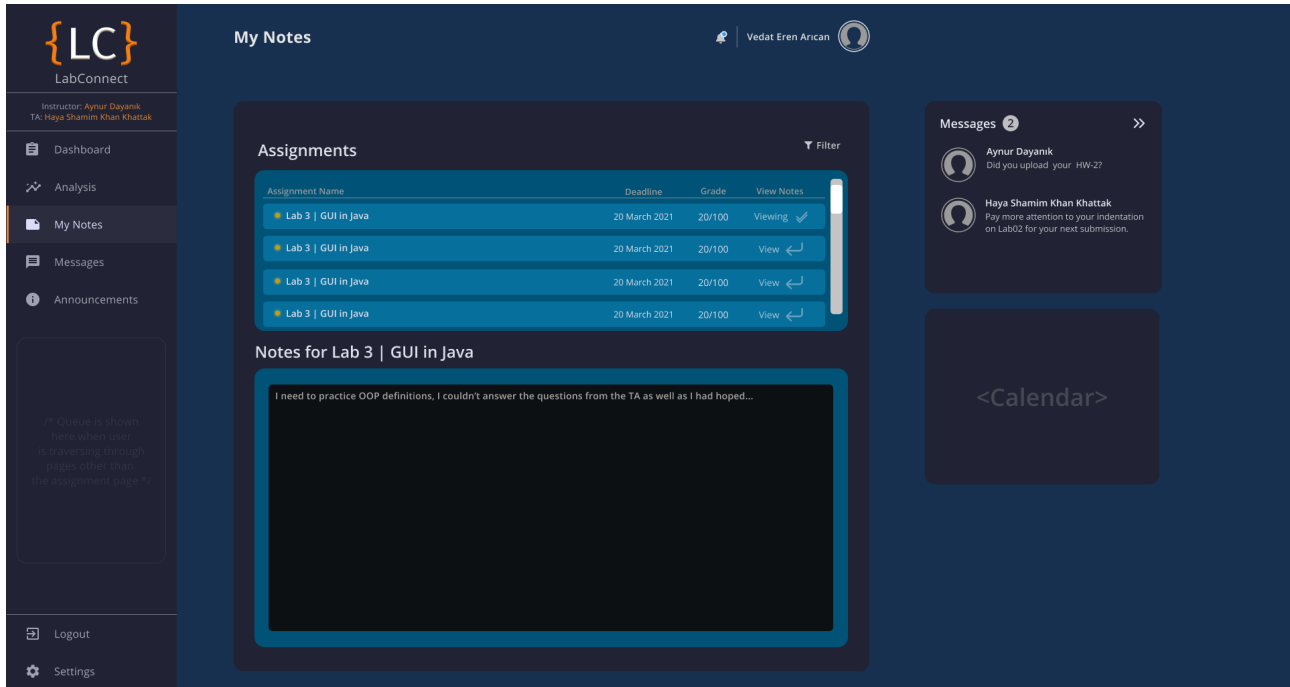 {LC}
LabConnect
Instructor: Aynur Dayanık
TA: Haya Shamim Khan Khattak
Dashboard
Analysis
My Notes
Messages
Announcements
/* Queue is shown
here when user
is traversing through
pages other than
the assignment page */
Logout
Settings
My Notes
Vedat Eren Arıcan
Assignments
Filter
Assignment Name Deadline Grade View Notes
Lab 3 | GUI in Java 20 March 2021 20/100 Viewing
Lab 3 | GUI in Java 20 March 2021 20/100 View
Lab 3 | GUI in Java 20 March 2021 20/100 View
Lab 3 | GUI in Java 20 March 2021 20/100 View
Notes for Lab 3 | GUI in Java
I need to practice OOP definitions, I couldn't answer the questions from the TA as well as I had hoped...
Messages 2
Aynur Dayanık
Did you upload your HW-2?
Haya Shamim Khan Khattak
Pay more attention to your indentation
on Lab02 for your next submission.
<Calendar>